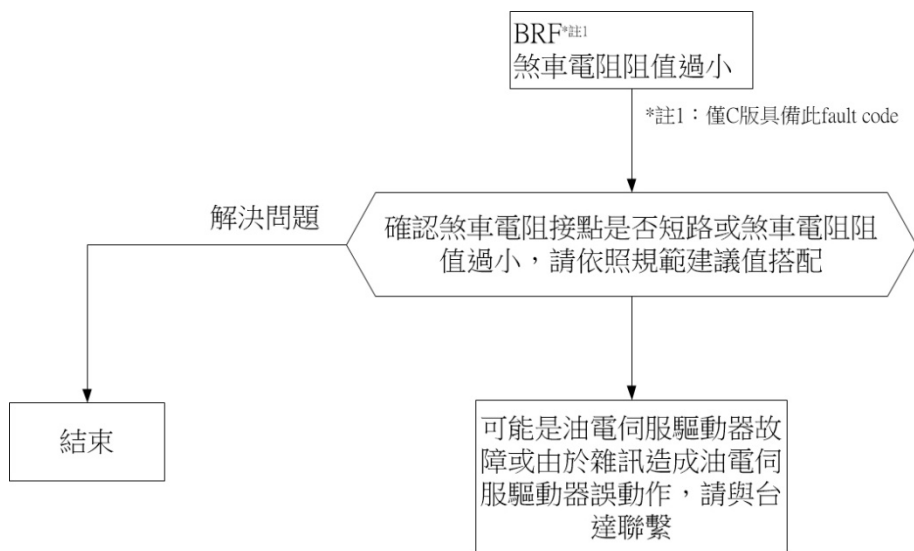 BRF*註1
煞車電阻阻值過小
*註1：僅C版具備此fault code
解決問題
確認煞車電阻接點是否短路或煞車電阻阻
值過小，請依照規範建議值搭配
結束
可能是油電伺服驅動器故
障或由於雜訊造成油電伺
服驅動器誤動作，請與台
達聯繫